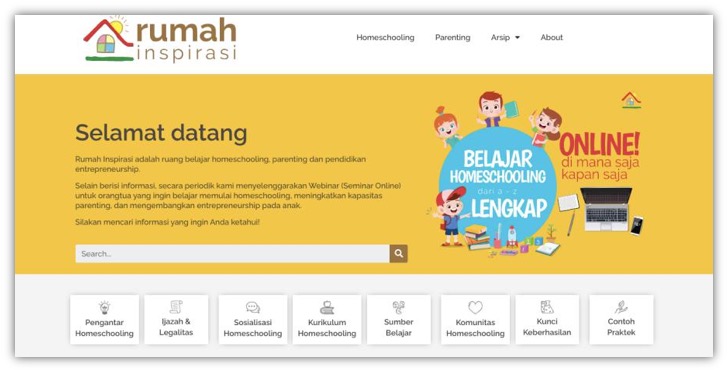 rumah
inspirasi
Homeschooling
Parenting
Arsip
About
Selamat datang
Rumah Inspirasi adalah ruang belajar homeschooling, parenting dan pendidikan
entrepreneurship.
Selain berisi informasi, secara periodik kami menyelenggarakan Webinar (Seminar Online)
untuk orangtua yang ingin belajar memulai homeschooling, meningkatkan kapasitas
parenting, dan mengembangkan entrepreneurship pada anak.
Silakan mencari informasi yang ingin Anda ketahui!
Search...
BELAJAR
HOMESCHOOLING
dari a - z
LENGKAP
ONLINE!
di mana saja
kapan saja
Pengantar
Homeschooling
Ijazah &
Legalitas
Sosialisasi
Homeschooling
Kurikulum
Homeschooling
Sumber
Belajar
Komunitas
Homeschooling
Kunci
Keberhasilan
Contoh
Praktek